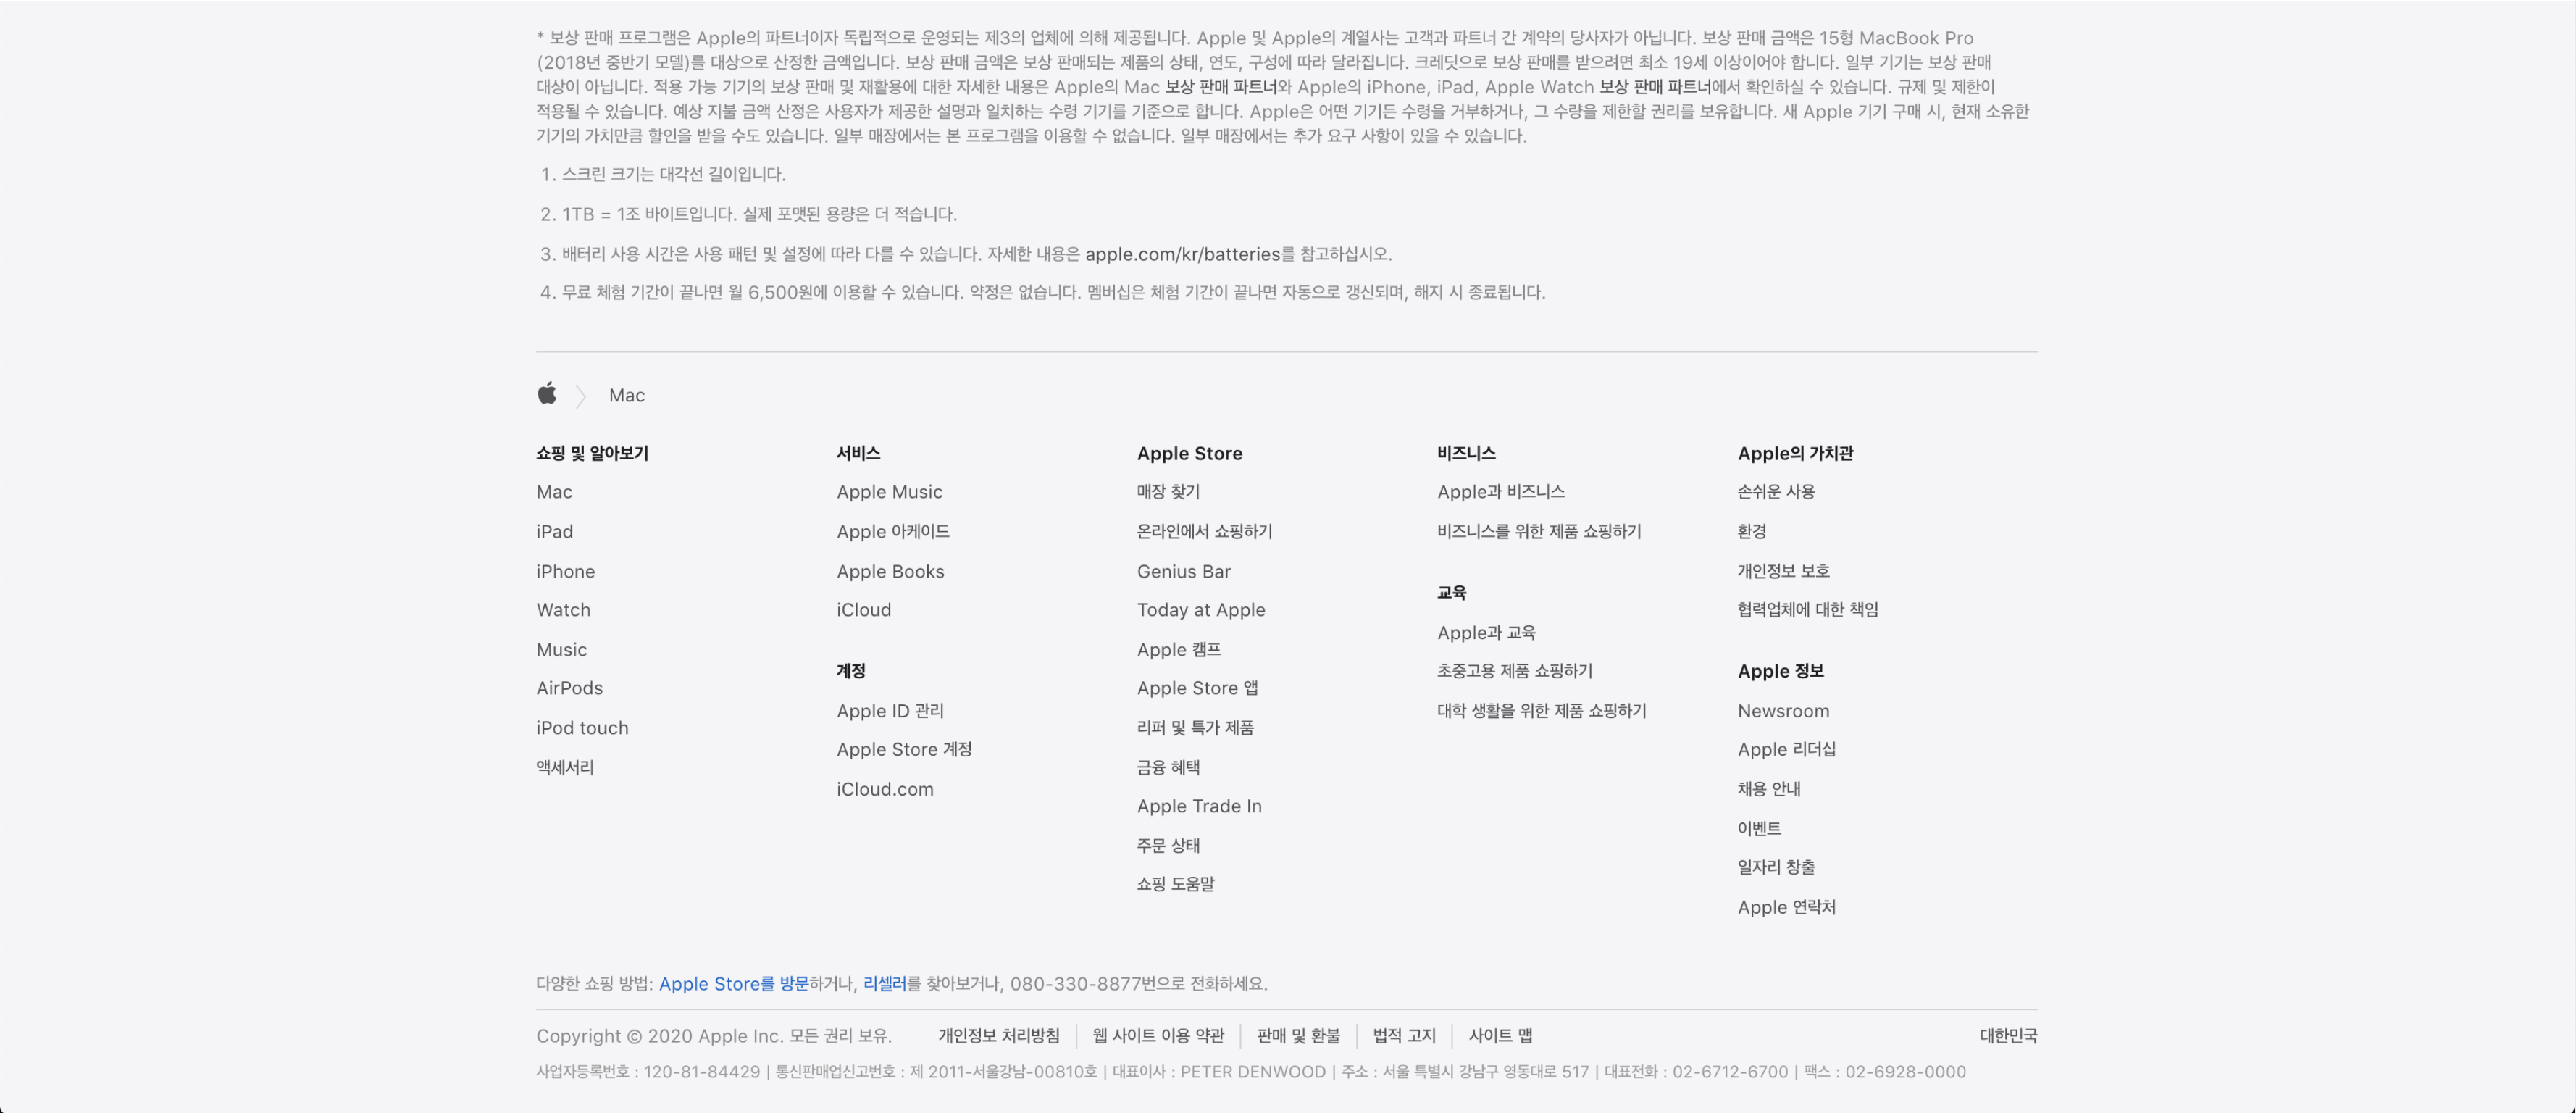 * 보상 판매 프로그램은 Apple의 파트너이자 독립적으로 운영되는 제3의 업체에 의해 제공됩니다. Apple 및 Apple의 계열사는 고객과 파트너 간 계약의 당사자가 아닙니다. 보상 판매 금액은 15형 MacBook Pro
(2018년 중반기 모델)를 대상으로 산정한 금액입니다. 보상 판매 금액은 보상 판매되는 제품의 상태, 연도, 구성에 따라 달라집니다. 크레딧으로 보상 판매를 받으려면 최소 19세 이상이어야 합니다. 일부 기기는 보상 판매
대상이 아닙니다. 적용 가능 기기의 보상 판매 및 재활용에 대한 자세한 내용은 Apple의 Mac 보상 판매 파트너와 Apple의 iPhone, iPad, Apple Watch 보상 판매 파트너에서 확인하실 수 있습니다. 규제 및 제한이
적용될 수 있습니다. 예상 지불 금액 산정은 사용자가 제공한 설명과 일치하는 수령 기기를 기준으로 합니다. Apple은 어떤 기기든 수령을 거부하거나, 그 수량을 제한할 권리를 보유합니다. 새 Apple 기기 구매 시, 현재 소유한
기기의 가치만큼 할인을 받을 수도 있습니다. 일부 매장에서는 본 프로그램을 이용할 수 없습니다. 일부 매장에서는 추가 요구 사항이 있을 수 있습니다.
1. 스크린 크기는 대각선 길이입니다.
2. 1TB = 1조 바이트입니다. 실제 포맷된 용량은 더 적습니다.
3. 배터리 사용 시간은 사용 패턴 및 설정에 따라 다를 수 있습니다. 자세한 내용은 apple.com/kr/batteries를 참고하십시오.
4. 무료 체험 기간이 끝나면 월 6,500원에 이용할 수 있습니다. 약정은 없습니다. 멤버십은 체험 기간이 끝나면 자동으로 갱신되며, 해지 시 종료됩니다.
Mac
쇼핑 및 알아보기
Mac
iPad
iPhone
Watch
Music
AirPods
iPod touch
액세서리
서비스
Apple Music
Apple 아케이드
Apple Books
iCloud
계정
Apple ID 관리
Apple Store 계정
iCloud.com
Apple Store
매장 찾기
온라인에서 쇼핑하기
Genius Bar
Today at Apple
Apple 캠프
Apple Store 앱
리퍼 및 특가 제품
금융 혜택
Apple Trade In
주문 상태
쇼핑 도움말
비즈니스
Apple과 비즈니스
비즈니스를 위한 제품 쇼핑하기
교육
Apple과 교육
초중고용 제품 쇼핑하기
대학 생활을 위한 제품 쇼핑하기
Apple의 가치관
손쉬운 사용
환경
개인정보 보호
협력업체에 대한 책임
Apple 정보
Newsroom
Apple 리더십
채용 안내
이벤트
일자리 창출
Apple 연락처
다양한 쇼핑 방법: Apple Store를 방문하거나, 리셀러를 찾아보거나, 080-330-8877번으로 전화하세요.
Copyright © 2020 Apple Inc. 모든 권리 보유. 개인정보 처리방침 | 웹 사이트 이용 약관 | 판매 및 환불 | 법적 고지 | 사이트 맵 대한민국
사업자등록번호 : 120-81-84429 | 통신판매업신고번호 : 제 2011-서울강남-00810호 | 대표이사 : PETER DENWOOD | 주소 : 서울 특별시 강남구 영동대로 517 | 대표전화 : 02-6712-6700 | 팩스 : 02-6928-0000